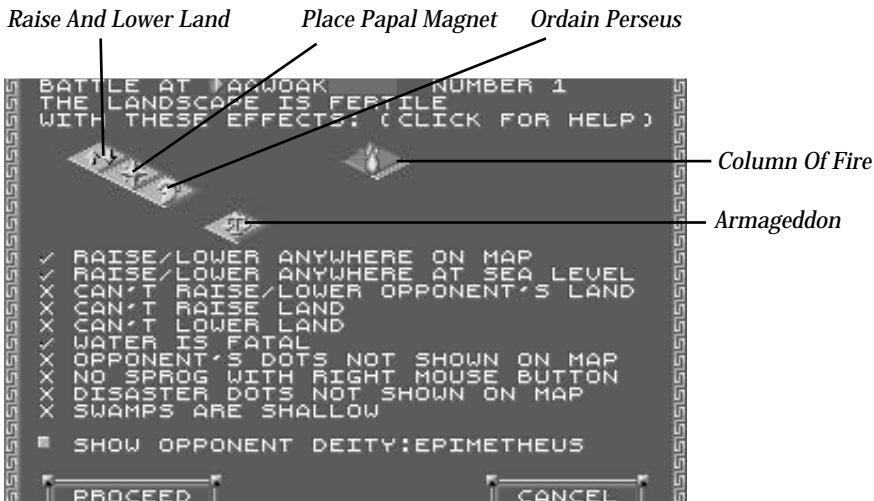 Raise And Lower Land Place Papal Magnet Ordain Perseus
BATTLE AT AAWOAK NUMBER 1
THE LANDSCAPE IS FERTILE
WITH THESE EFFECTS: (CLICK FOR HELP)
Column Of Fire
Armageddon
✓ RAISE/LOWER ANYWHERE ON MAP
✓ RAISE/LOWER ANYWHERE AT SEA LEVEL
X CAN'T RAISE/LOWER OPPONENT'S LAND
X CAN'T RAISE LAND
X CAN'T LOWER LAND
✓ WATER IS FATAL
X OPPONENT'S DOTS NOT SHOWN ON MAP
X NO SPROG WITH RIGHT MOUSE BUTTON
X DISASTER DOTS NOT SHOWN ON MAP
X SWAMPS ARE SHALLOW
SHOW OPPONENT DEITY:EPIMETHEUS
PROCEED CANCEL